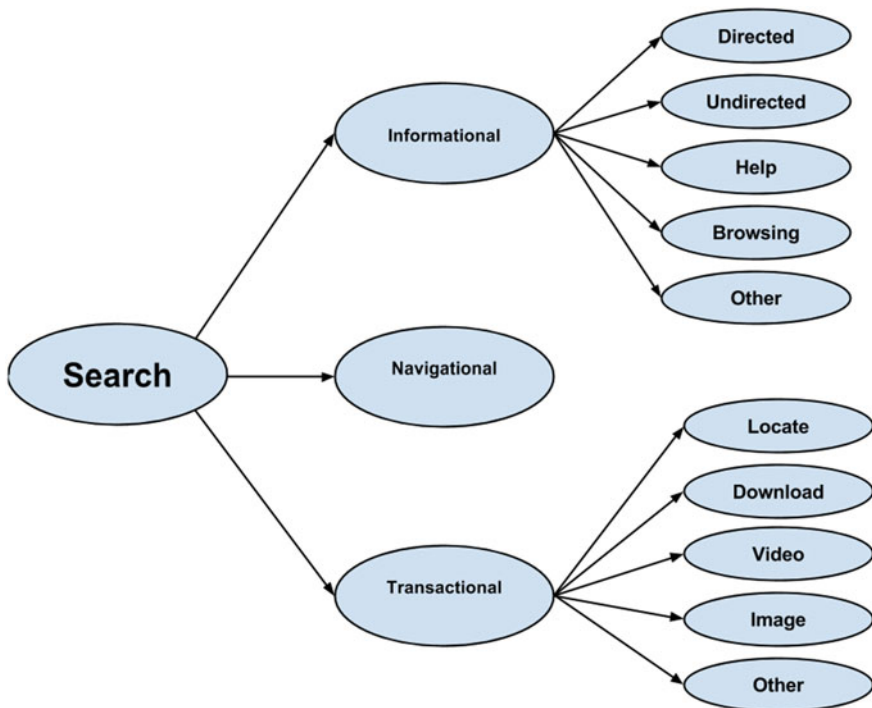 Search
Informational
Directed
Undirected
Help
Browsing
Other
Navigational
Transactional
Locate
Download
Video
Image
Other